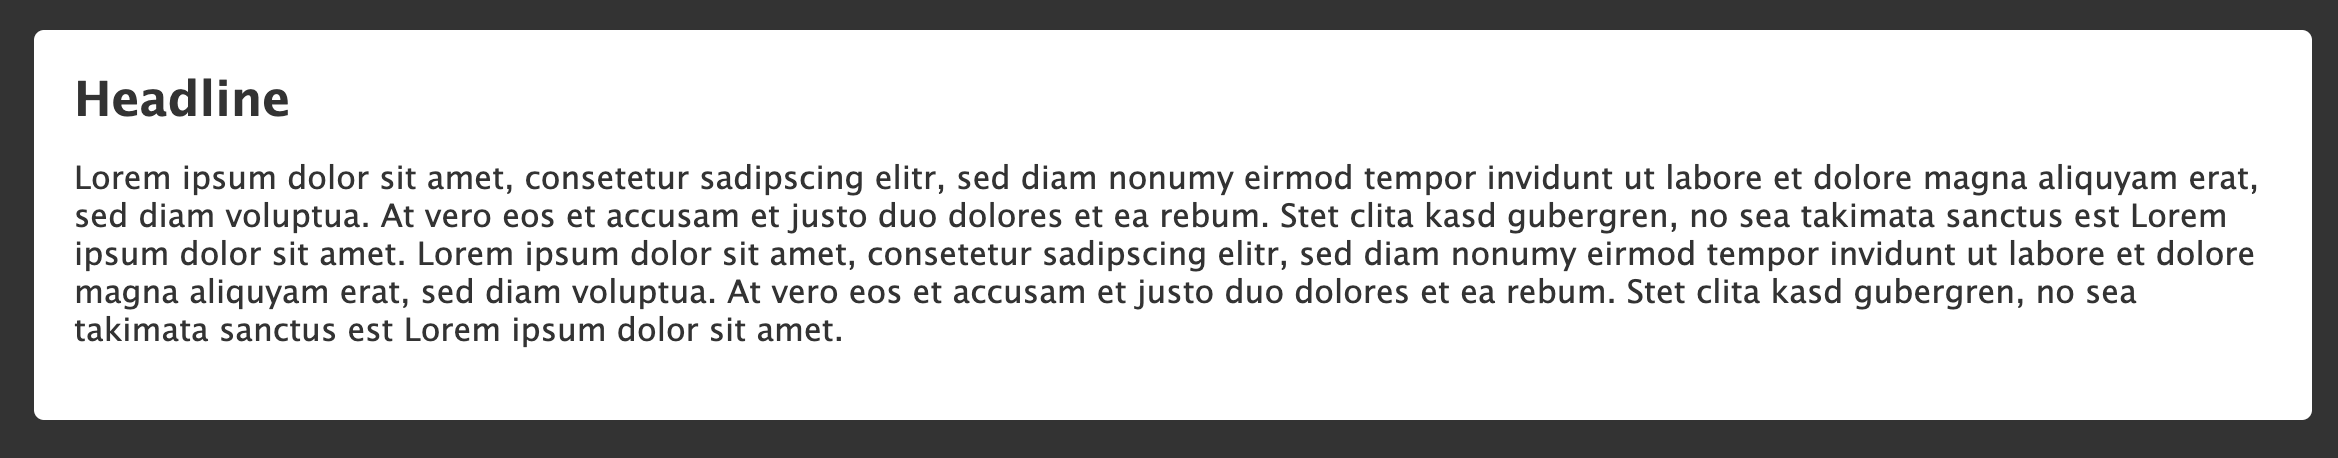 Headline
Lorem ipsum dolor sit amet, consetetur sadipscing elitr, sed diam nonumy eirmod tempor invidunt ut labore et dolore magna aliquyam erat,
sed diam voluptua. At vero eos et accusam et justo duo dolores et ea rebum. Stet clita kasd gubergren, no sea takimata sanctus est Lorem
ipsum dolor sit amet. Lorem ipsum dolor sit amet, consetetur sadipscing elitr, sed diam nonumy eirmod tempor invidunt ut labore et dolore
magna aliquyam erat, sed diam voluptua. At vero eos et accusam et justo duo dolores et ea rebum. Stet clita kasd gubergren, no sea
takimata sanctus est Lorem ipsum dolor sit amet.